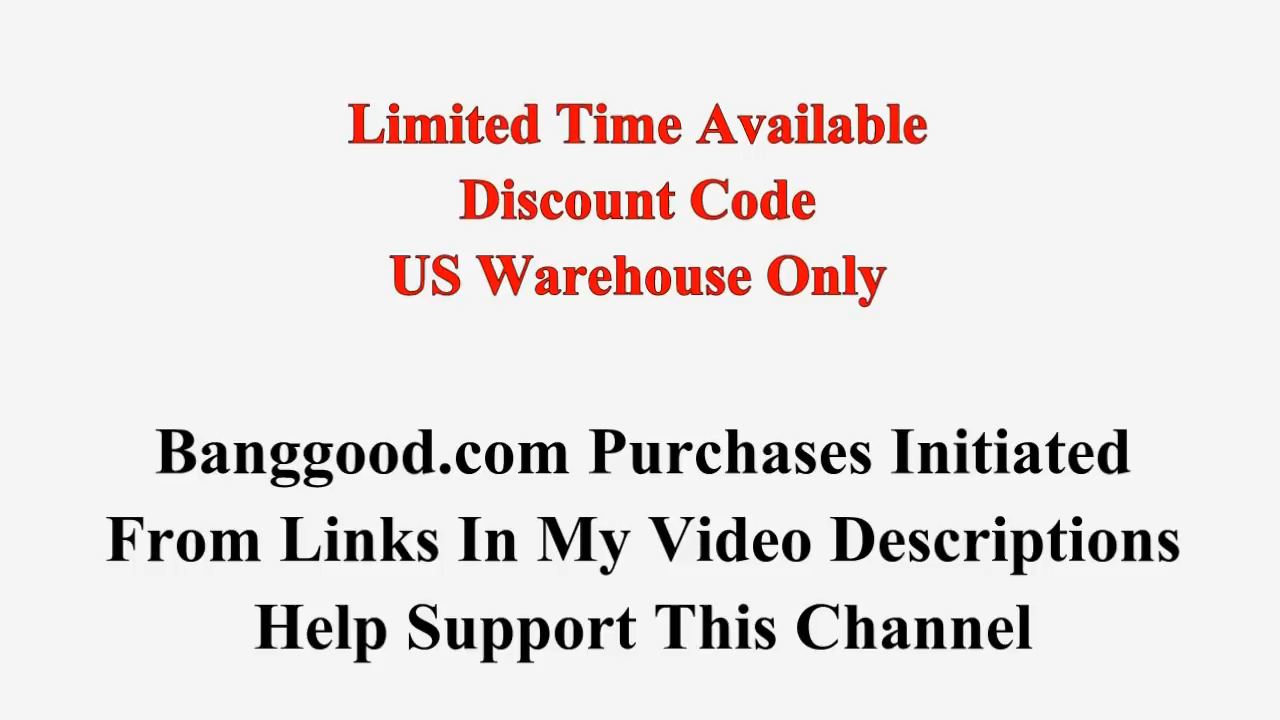 Limited Time Available
Discount Code
US Warehouse Only
Banggood.com Purchases Initiated
From Links In My Video Descriptions
Help Support This Channel